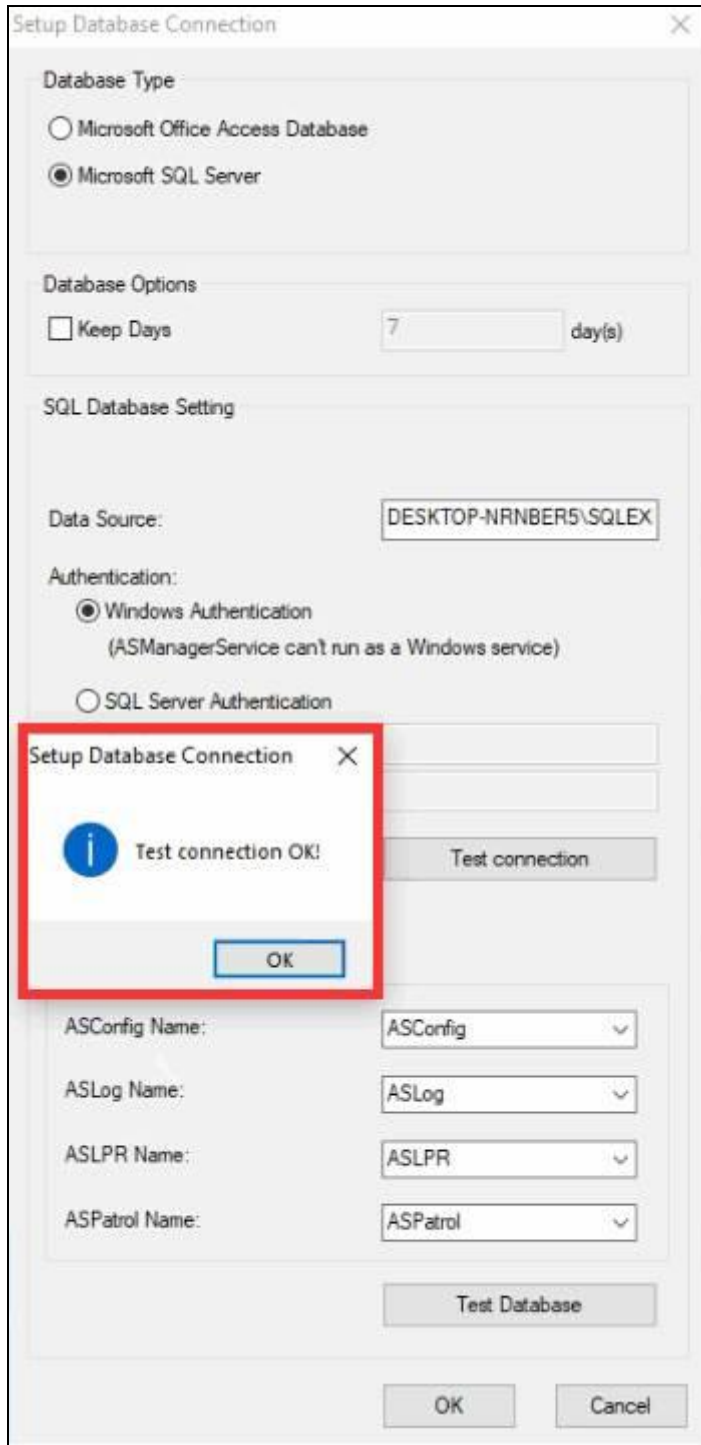 Setup Database Connection
Database Type
Microsoft Office Access Database
Microsoft SQL Server
Database Options
Keep Days 7 day(s)
SQL Database Setting
Data Source: DESKTOP-NRNBER5\SQLEX
Authentication:
Windows Authentication
(ASManagerService can't run as a Windows service)
SQL Server Authentication
Setup Database Connection
Test connection OK!
OK
Test connection
ASConfig Name: ASConfig
ASLog Name: ASLog
ASLPR Name: ASLPR
ASPatrol Name: ASPatrol
Test Database
OK Cancel